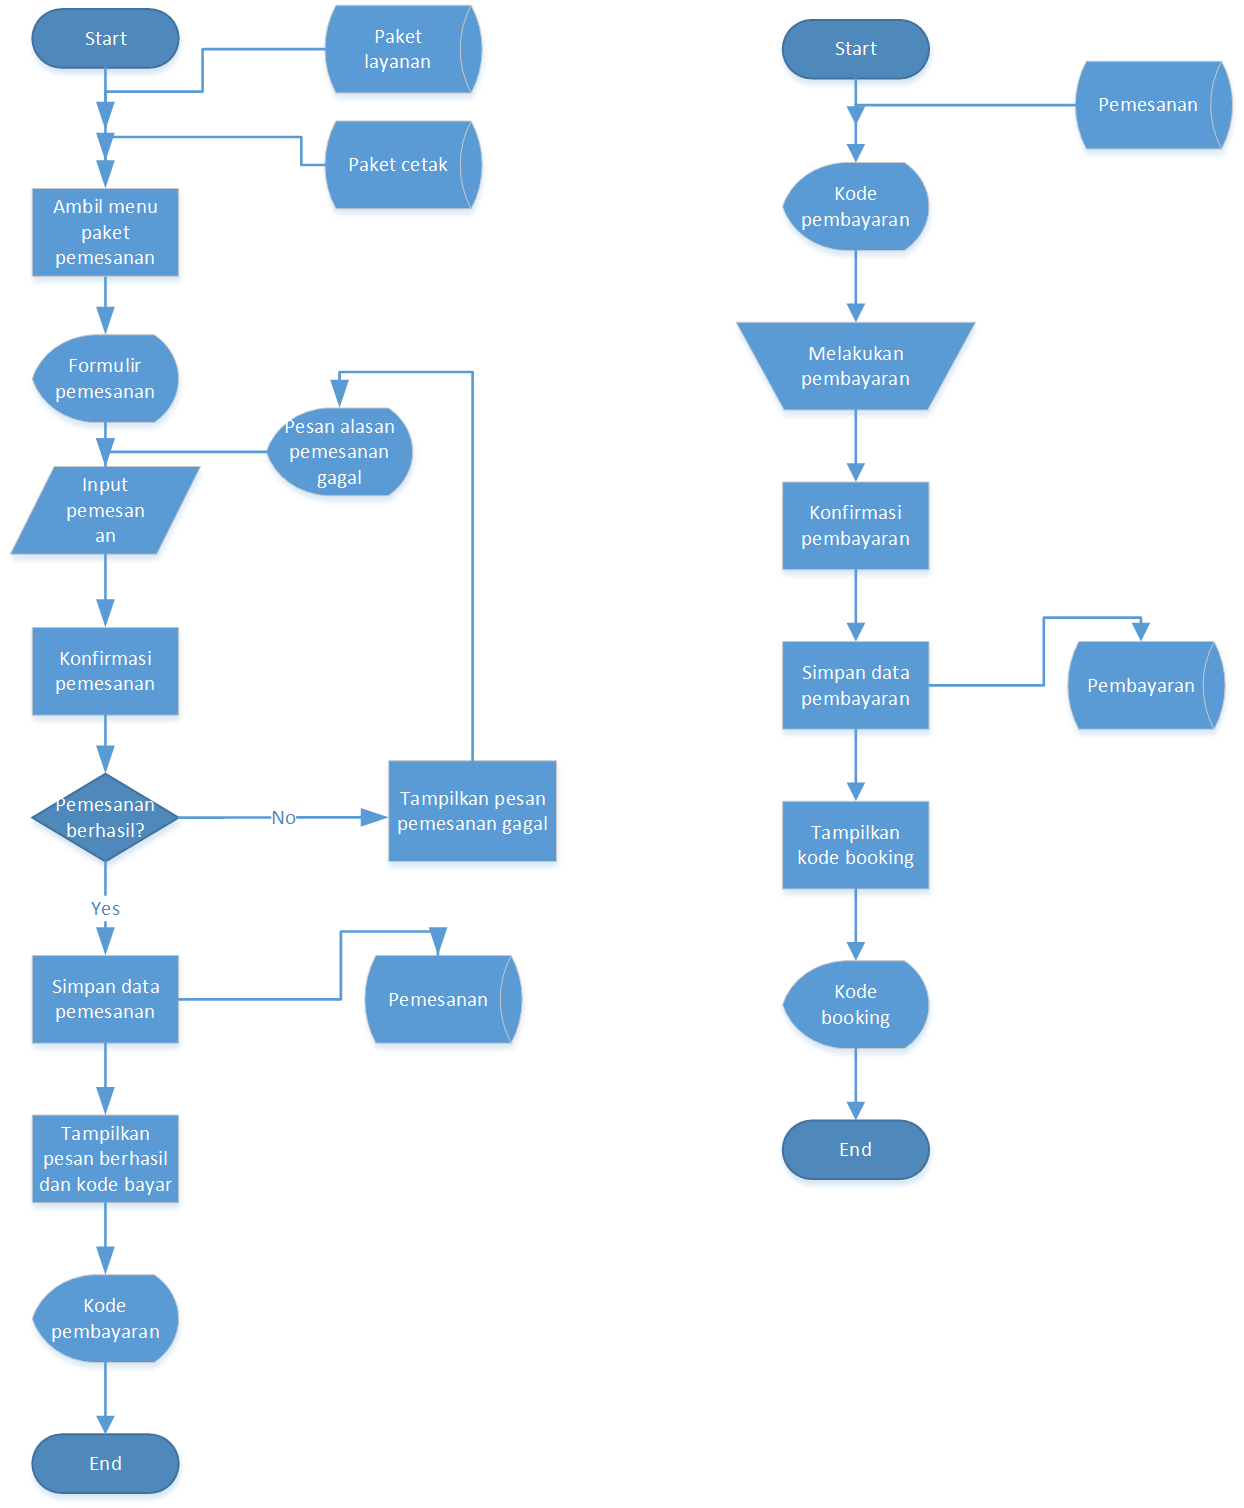 Start
Paket
layanan
Paket cetak
Ambil menu
paket
pemesanan
Formulir
pemesanan
Pesan alasan
pemesanan
gagal
Input
pemesan
an
Konfirmasi
pemesanan
Pemesanan
berhasil?
No
Tampilkan pesan
pemesanan gagal
Yes
Simpan data
pemesanan
Pemesanan
Tampilkan
pesan berhasil
dan kode bayar
Kode
pembayaran
End
Start
Pemesanan
Kode
pembayaran
Melakukan
pembayaran
Konfirmasi
pembayaran
Simpan data
pembayaran
Pembayaran
Tampilkan
kode booking
Kode
booking
End